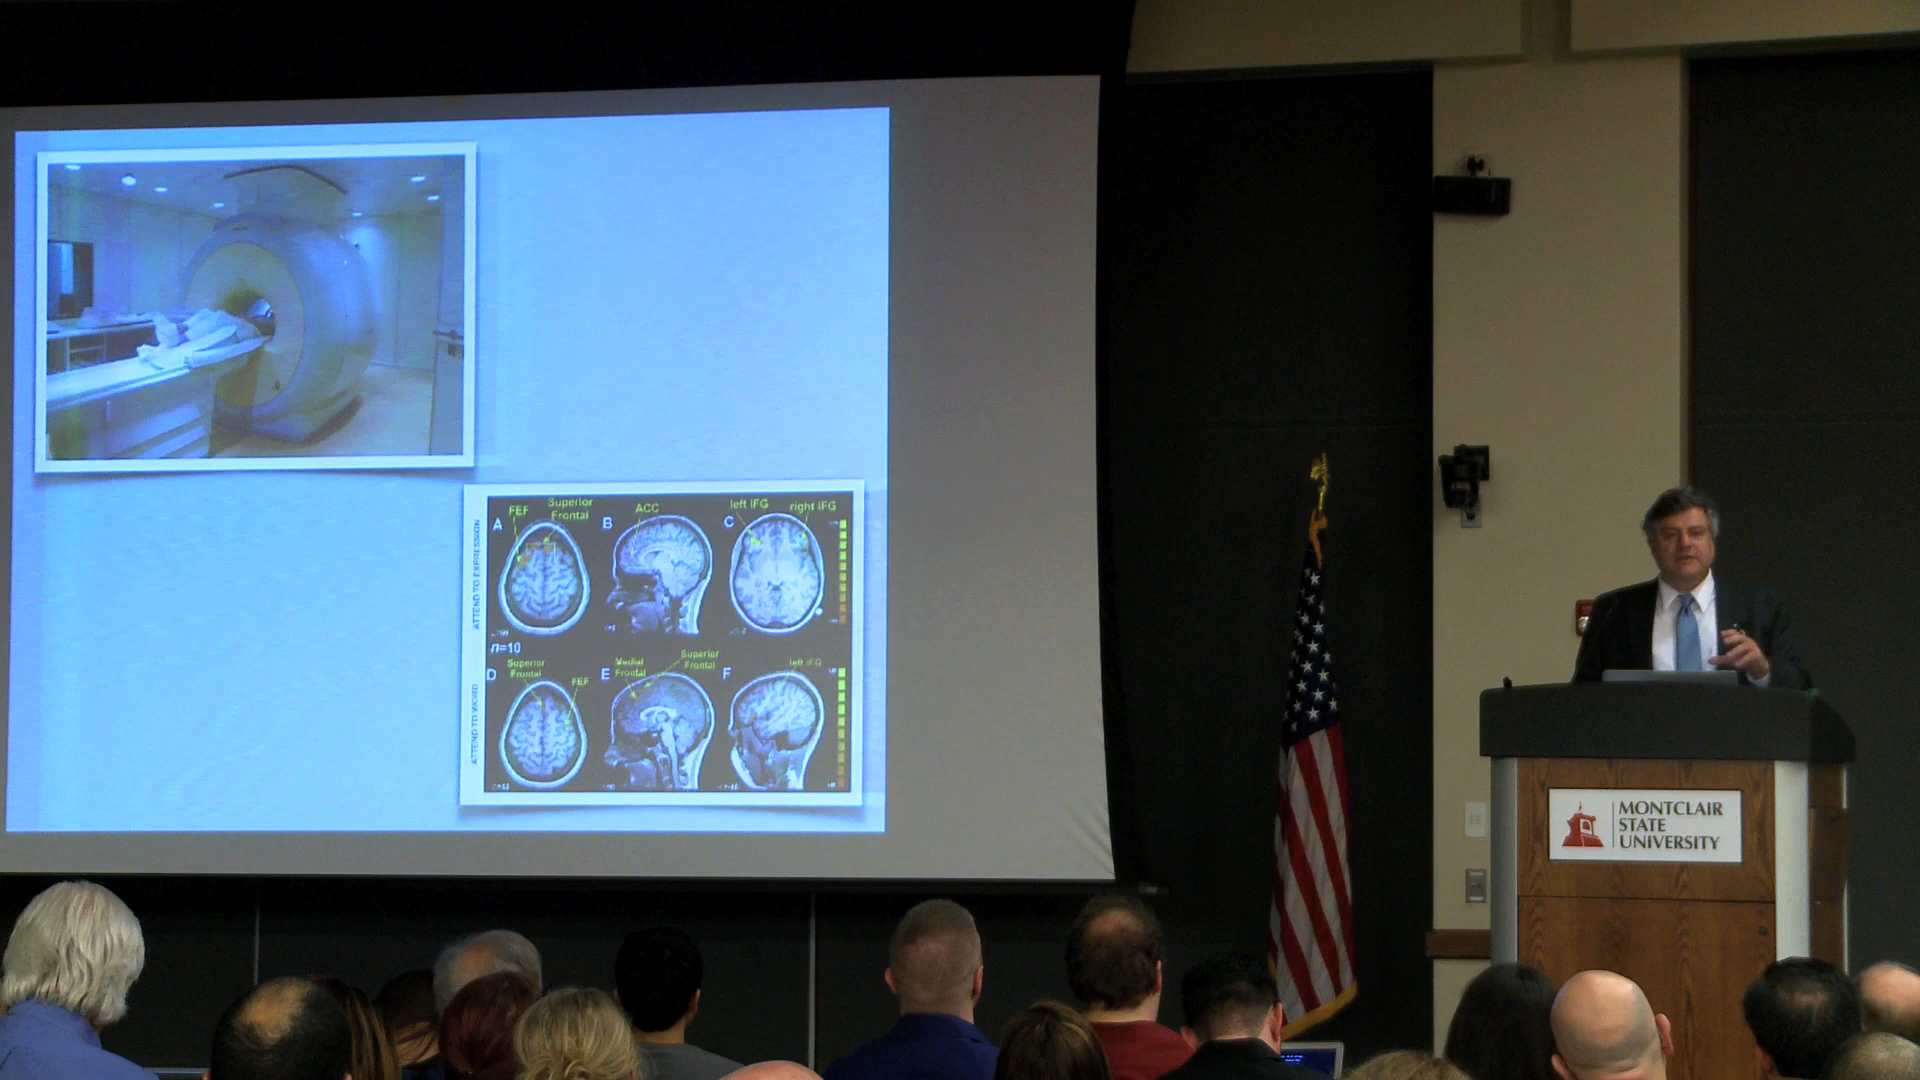 FEF
Superior
Frontal
ACC
left IFG
right IFG
A
B
C
ATTEND TO EXPRESSION
n=10
Superior
Frontal
FEF
Medial
Frontal
Superior
Frontal
left IFG
D
E
F
ATTEND TO WORD
MONTCLAIR
STATE
UNIVERSITY